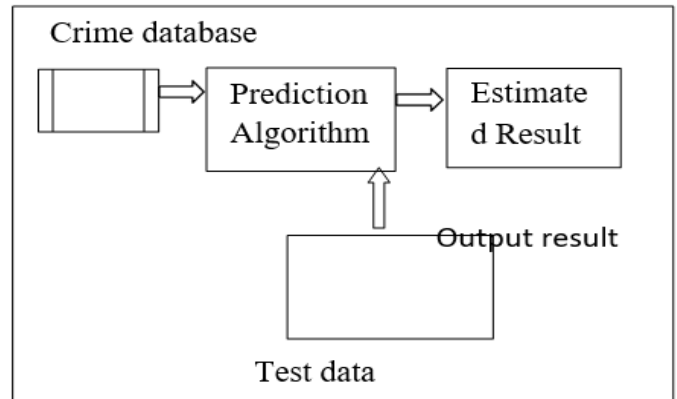 Crime database
Prediction
Algorithm
Estimate
d Result
Output result
Test data